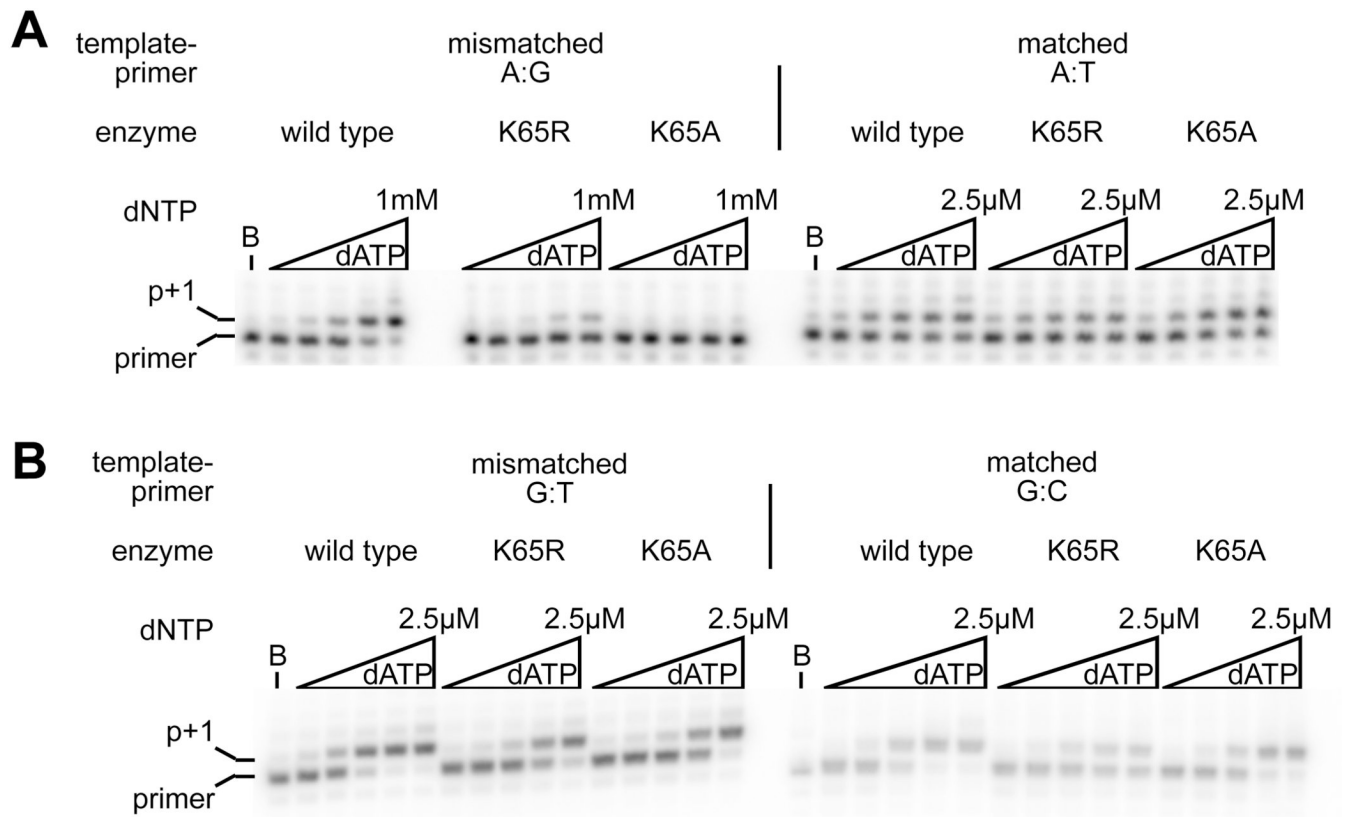 A
template-
primer
mismatched
A:G
matched
A:T
enzyme
wild type
K65R
K65A
wild type
K65R
K65A
dNTP
1mM
1mM
1mM
2.5µM
2.5µM
2.5µM
B
dATP
dATP
dATP
B
dATP
dATP
dATP
p+1
primer
B
template-
primer
mismatched
G:T
matched
G:C
enzyme
wild type
K65R
K65A
wild type
K65R
K65A
dNTP
2.5µM
2.5µM
2.5µM
2.5µM
2.5µM
2.5µM
B
dATP
dATP
dATP
B
dATP
dATP
dATP
p+1
primer